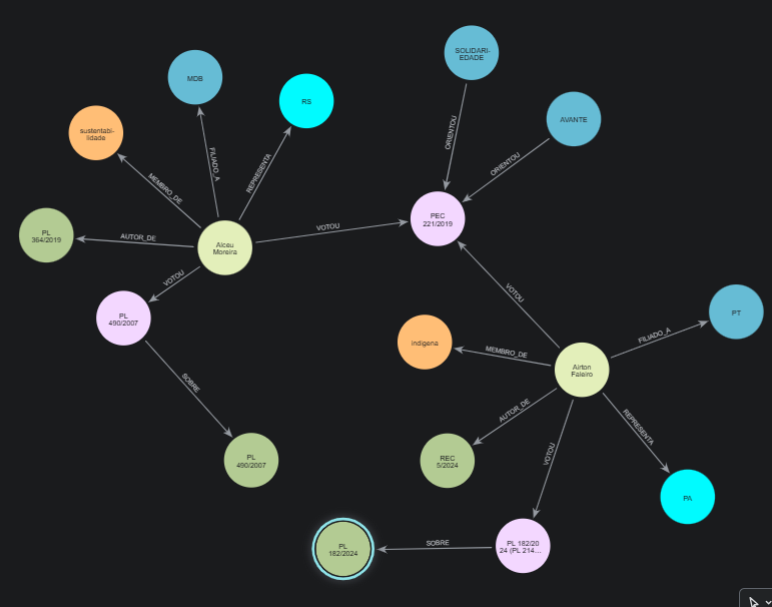 SOLIDARI-
EDADE
MDB
RS
AVANTE
sustentabi-
lidade
ORIENTOU
FILIADO_A
REPRESENTA
ORIENTOU
MEMBRO_DE
PL
364/2019
AUTOR_DE
Alceu
Moreira
VOTOU
PEC
221/2019
VOTOU
PL
490/2007
VOTOU
PT
indígena
MEMBRO_DE
FILIADO_A
Airton
Faleiro
SOBRE
AUTOR_DE
REPRESENTA
PL
490/2007
REC
5/2024
VOTOU
PA
PL
182/2024
SOBRE
PL 182/20
24 (PL 214...